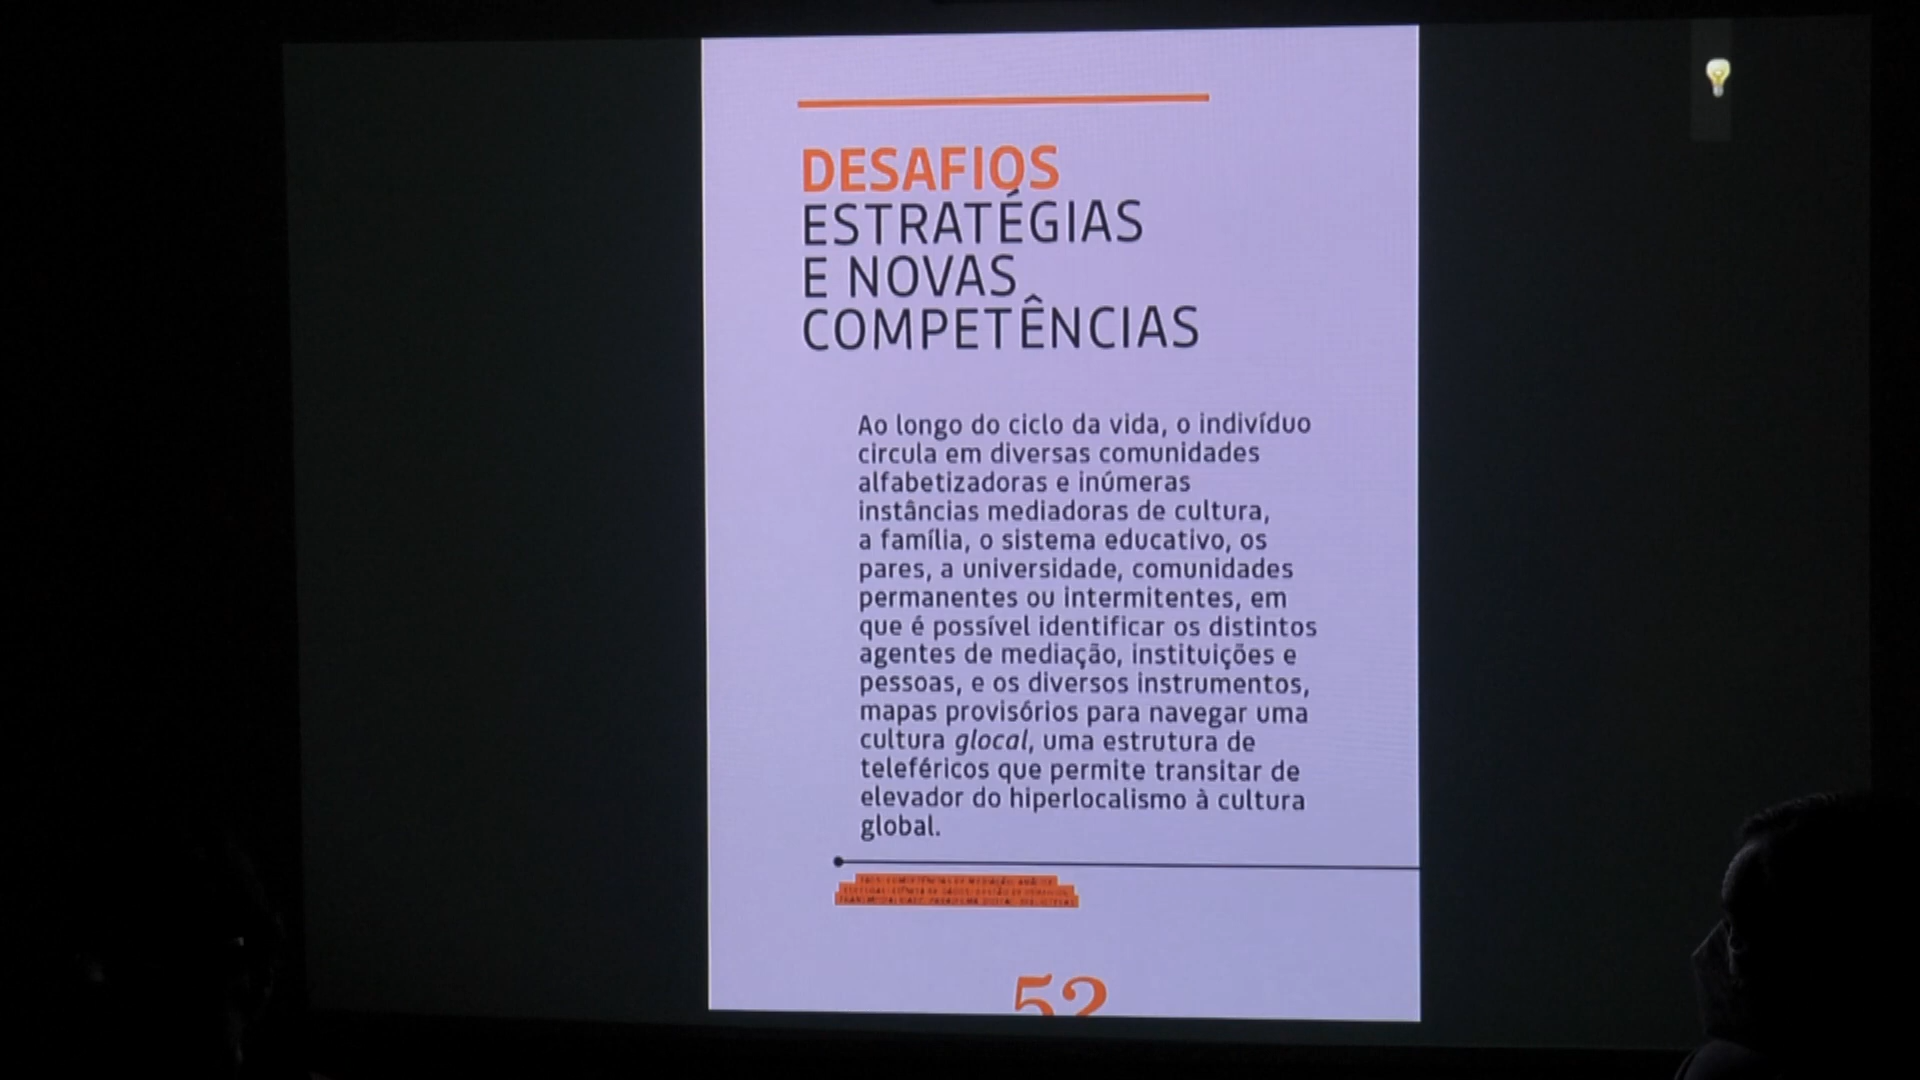 DESAFIOS
ESTRATÉGIAS
E NOVAS
COMPETÊNCIAS
Ao longo do ciclo da vida, o indivíduo
circula em diversas comunidades
alfabetizadoras e inúmeras
instâncias mediadoras de cultura,
a família, o sistema educativo, os
pares, a universidade, comunidades
permanentes ou intermitentes, em
que é possível identificar os distintos
agentes de mediação, instituições e
pessoas, e os diversos instrumentos,
mapas provisórios para navegar uma
cultura glocal, uma estrutura de
teleféricos que permite transitar de
elevador do hiperlocalismo à cultura
global.
52